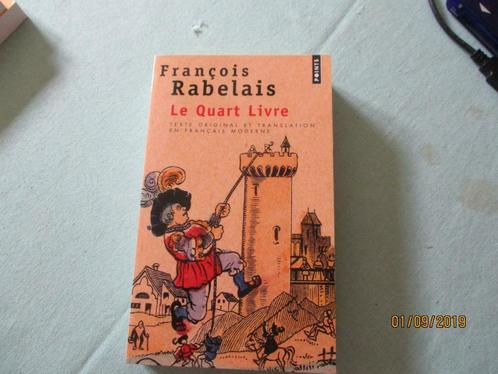 POINTS
François
Rabelais
Le Quart Livre
TEXTE ORIGINAL ET TRANSLATION
EN FRANÇAIS MODERNE
01/09/2019